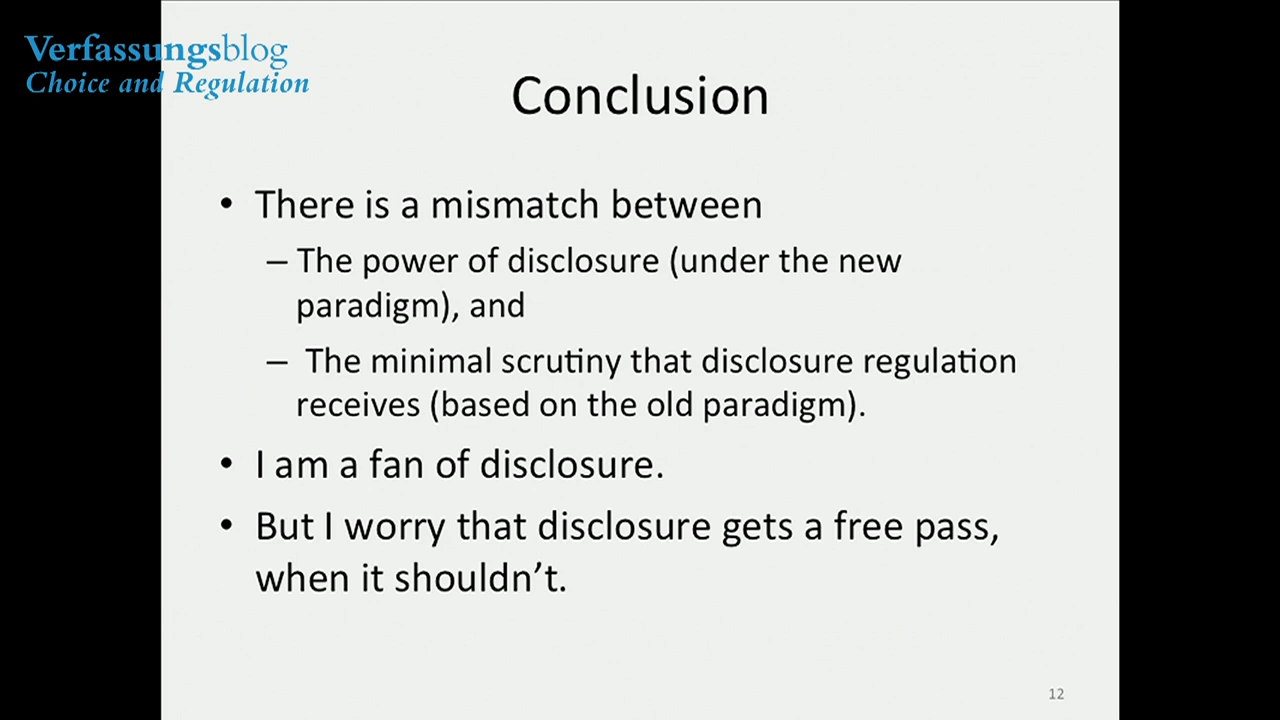 Verfassungsblog
Choice and Regulation
Conclusion
• There is a mismatch between
– The power of disclosure (under the new
paradigm), and
– The minimal scrutiny that disclosure regulation
receives (based on the old paradigm).
• I am a fan of disclosure.
• But I worry that disclosure gets a free pass,
when it shouldn’t.
12